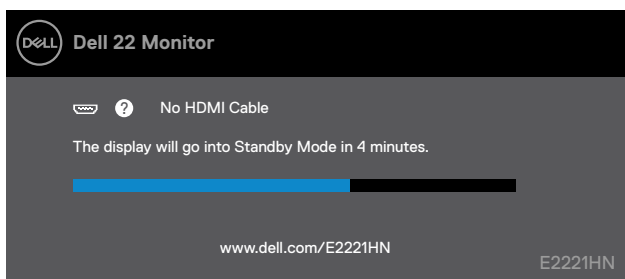 DELL
Dell 22 Monitor
? No HDMI Cable
The display will go into Standby Mode in 4 minutes.
www.dell.com/E2221HN
E2221HN